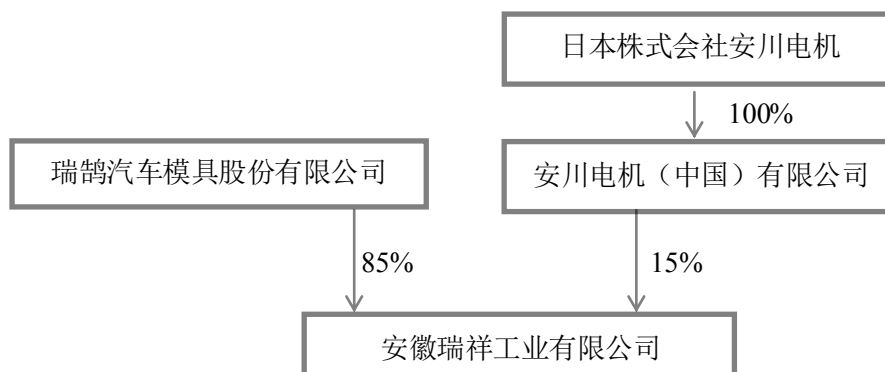 日本株式会社安川电机
100%
瑞鹄汽车模具股份有限公司
安川电机（中国）有限公司
85%
15%
安徽瑞祥工业有限公司